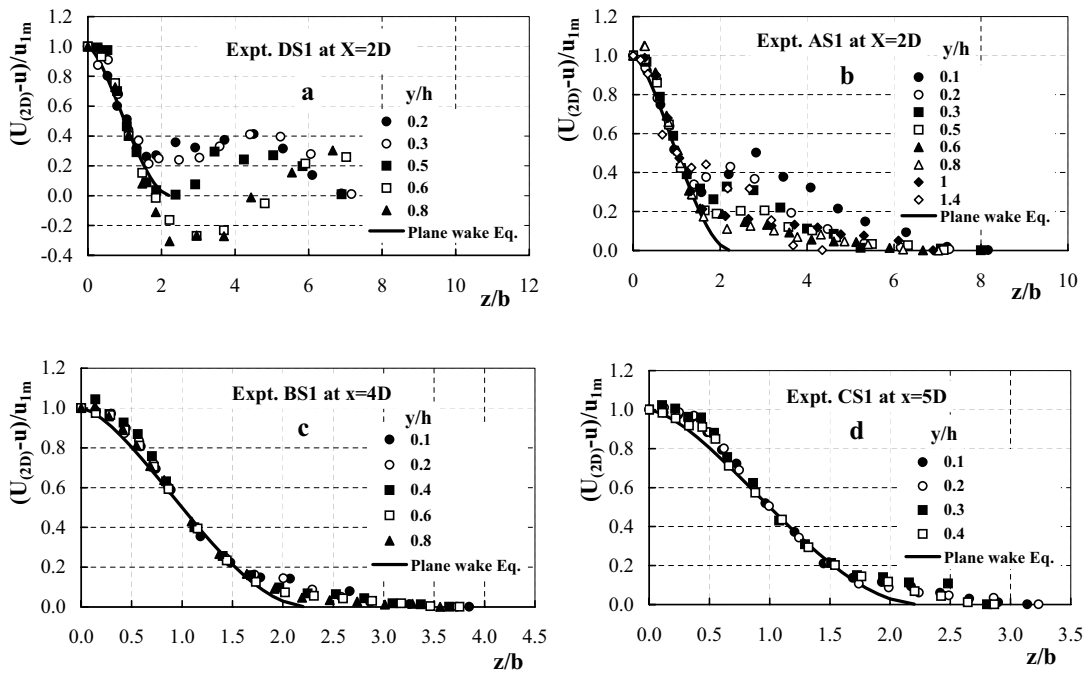 Expt. DS1 at X=2D
a
(U(2D)-u)/u1m
1.2
1.0
0.8
0.6
0.4
0.2
0.0
-0.2
-0.4
y/h
0.2
0.3
0.5
0.6
0.8
Plane wake Eq.
0 2 4 6 8 10 12
z/b
Expt. AS1 at X=2D
b
(U(2D)-u)/u1m
1.2
1.0
0.8
0.6
0.4
0.2
0.0
y/h
0.1
0.2
0.3
0.5
0.6
0.8
1
1.4
Plane wake Eq.
0 2 4 6 8 10
z/b
Expt. BS1 at x=4D
c
(U(2D)-u)/u1m
1.2
1.0
0.8
0.6
0.4
0.2
0.0
y/h
0.1
0.2
0.4
0.6
0.8
Plane wake Eq.
0.0 0.5 1.0 1.5 2.0 2.5 3.0 3.5 4.0 4.5
z/b
Expt. CS1 at x=5D
d
(U(2D)-u)/u1m
1.2
1.0
0.8
0.6
0.4
0.2
0.0
y/h
0.1
0.2
0.3
0.4
Plane wake Eq.
0.0 0.5 1.0 1.5 2.0 2.5 3.0 3.5
z/b